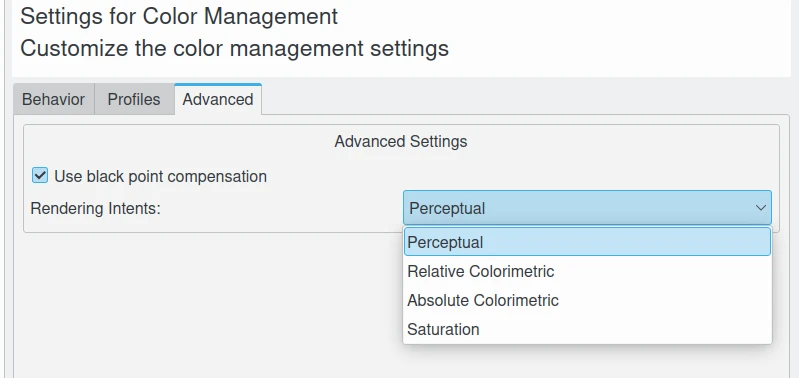 Settings for Color Management
Customize the color management settings
Behavior Profiles Advanced
Advanced Settings
Use black point compensation
Rendering Intents: Perceptual
Perceptual
Relative Colorimetric
Absolute Colorimetric
Saturation